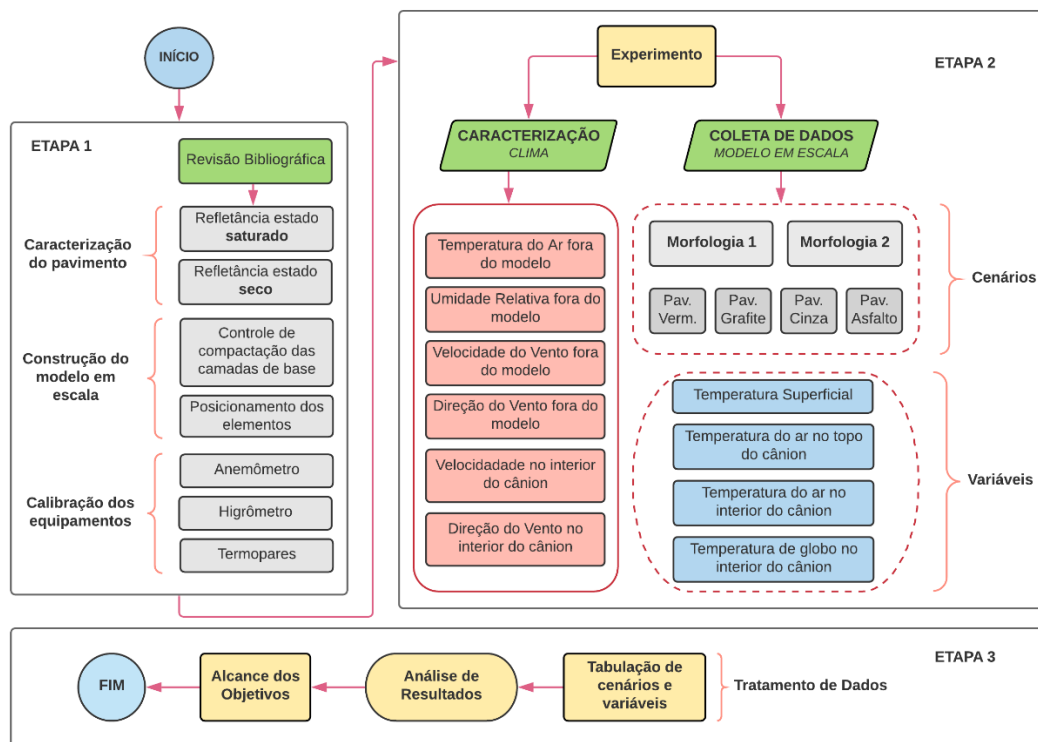 INÍCIO
ETAPA 1
Revisão Bibliográfica
Caracterização
do pavimento
Refletância estado
saturado
Refletância estado
seco
Construção do
modelo em
escala
Controle de
compactação das
camadas de base
Posicionamento dos
elementos
Calibração dos
equipamentos
Anemômetro
Higrômetro
Termopares
ETAPA 2
Experimento
CARACTERIZAÇÃO
CLIMA
COLETA DE DADOS
MODELO EM ESCALA
Temperatura do Ar fora
do modelo
Umidade Relativa fora do
modelo
Velocidade do Vento fora
do modelo
Direção do Vento fora do
modelo
Velocidadade no interior
do cânion
Direção do Vento no
interior do cânion
Morfologia 1
Morfologia 2
Pav.
Verm.
Pav.
Grafite
Pav.
Cinza
Pav.
Asfalto
Cenários
Temperatura Superficial
Temperatura do ar no topo
do cânion
Temperatura do ar no
interior do cânion
Temperatura de globo no
interior do cânion
Variáveis
ETAPA 3
FIM
Alcance dos
Objetivos
Análise de
Resultados
Tabulação de
cenários e
variáveis
Tratamento de Dados